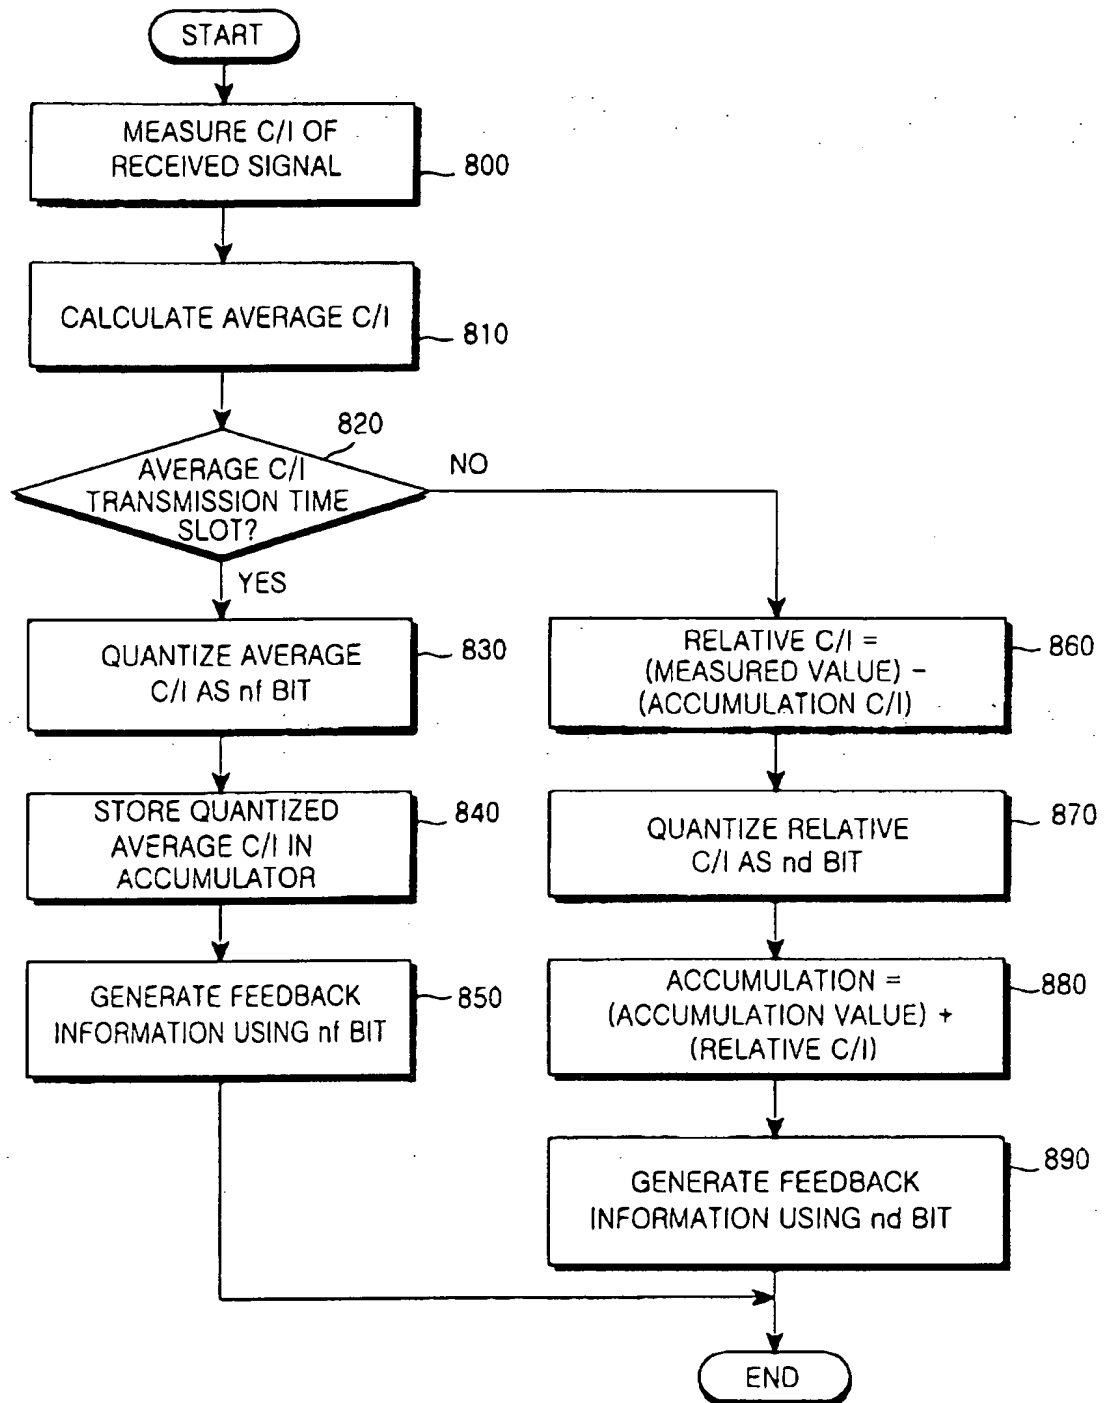 START
MEASURE C/I OF
RECEIVED SIGNAL
800
CALCULATE AVERAGE C/I
810
820
AVERAGE C/I
TRANSMISSION TIME
SLOT?
NO
YES
QUANTIZE AVERAGE
C/I AS nf BIT
830
STORE QUANTIZED
AVERAGE C/I IN
ACCUMULATOR
840
GENERATE FEEDBACK
INFORMATION USING nf BIT
850
RELATIVE C/I =
(MEASURED VALUE) –
(ACCUMULATION C/I)
860
QUANTIZE RELATIVE
C/I AS nd BIT
870
ACCUMULATION =
(ACCUMULATION VALUE) +
(RELATIVE C/I)
880
GENERATE FEEDBACK
INFORMATION USING nd BIT
890
END